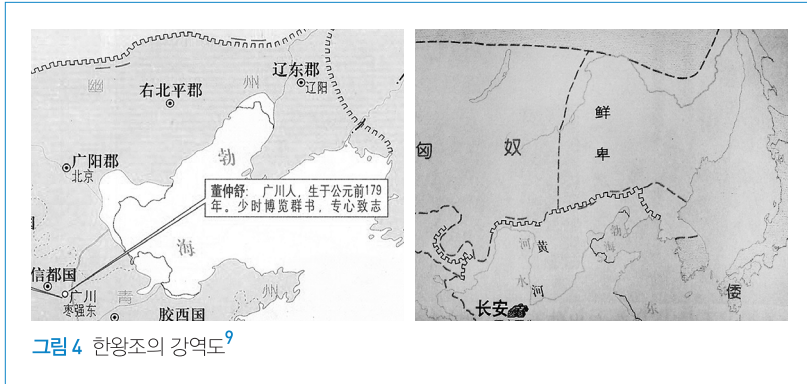 幽
州
右北平郡
辽东郡
辽阳
广阳郡
北京
勃
海
董仲舒: 广川人, 生于公元前179
年。少时博览群书, 专心致志
国
信都国
广川
枣强东
青
州
胶西国
匈
奴
鲜
卑
勃
海
河
水
黄
河
长安
东
倭
그림 4 한왕조의 강역도9